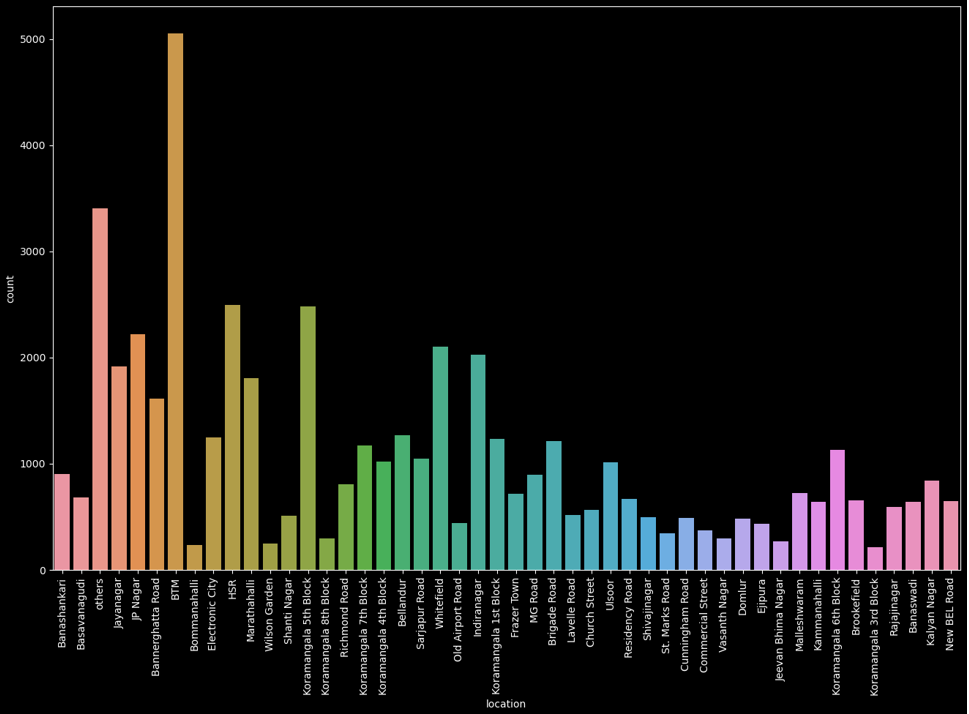 5000
4000
3000
2000
1000
0
count
Banashankari
Basavanagudi
others
Jayanagar
JP Nagar
Bannerghatta Road
BTM
Bommanahalli
Electronic City
HSR
Marathahalli
Wilson Garden
Shanti Nagar
Koramangala 5th Block
Koramangala 8th Block
Richmond Road
Koramangala 7th Block
Koramangala 4th Block
Bellandur
Sarjapur Road
Whitefield
Old Airport Road
Indiranagar
Koramangala 1st Block
Frazer Town
MG Road
Brigade Road
Lavelle Road
Church Street
Ulsoor
Residency Road
Shivajinagar
St. Marks Road
Cunningham Road
Commercial Street
Vasanth Nagar
Domlur
Ejipura
Jeevan Bhima Nagar
Malleshwaram
Kammanahalli
Koramangala 6th Block
Brookefield
Koramangala 3rd Block
Rajajinagar
Banaswadi
Kalyan Nagar
New BEL Road
location